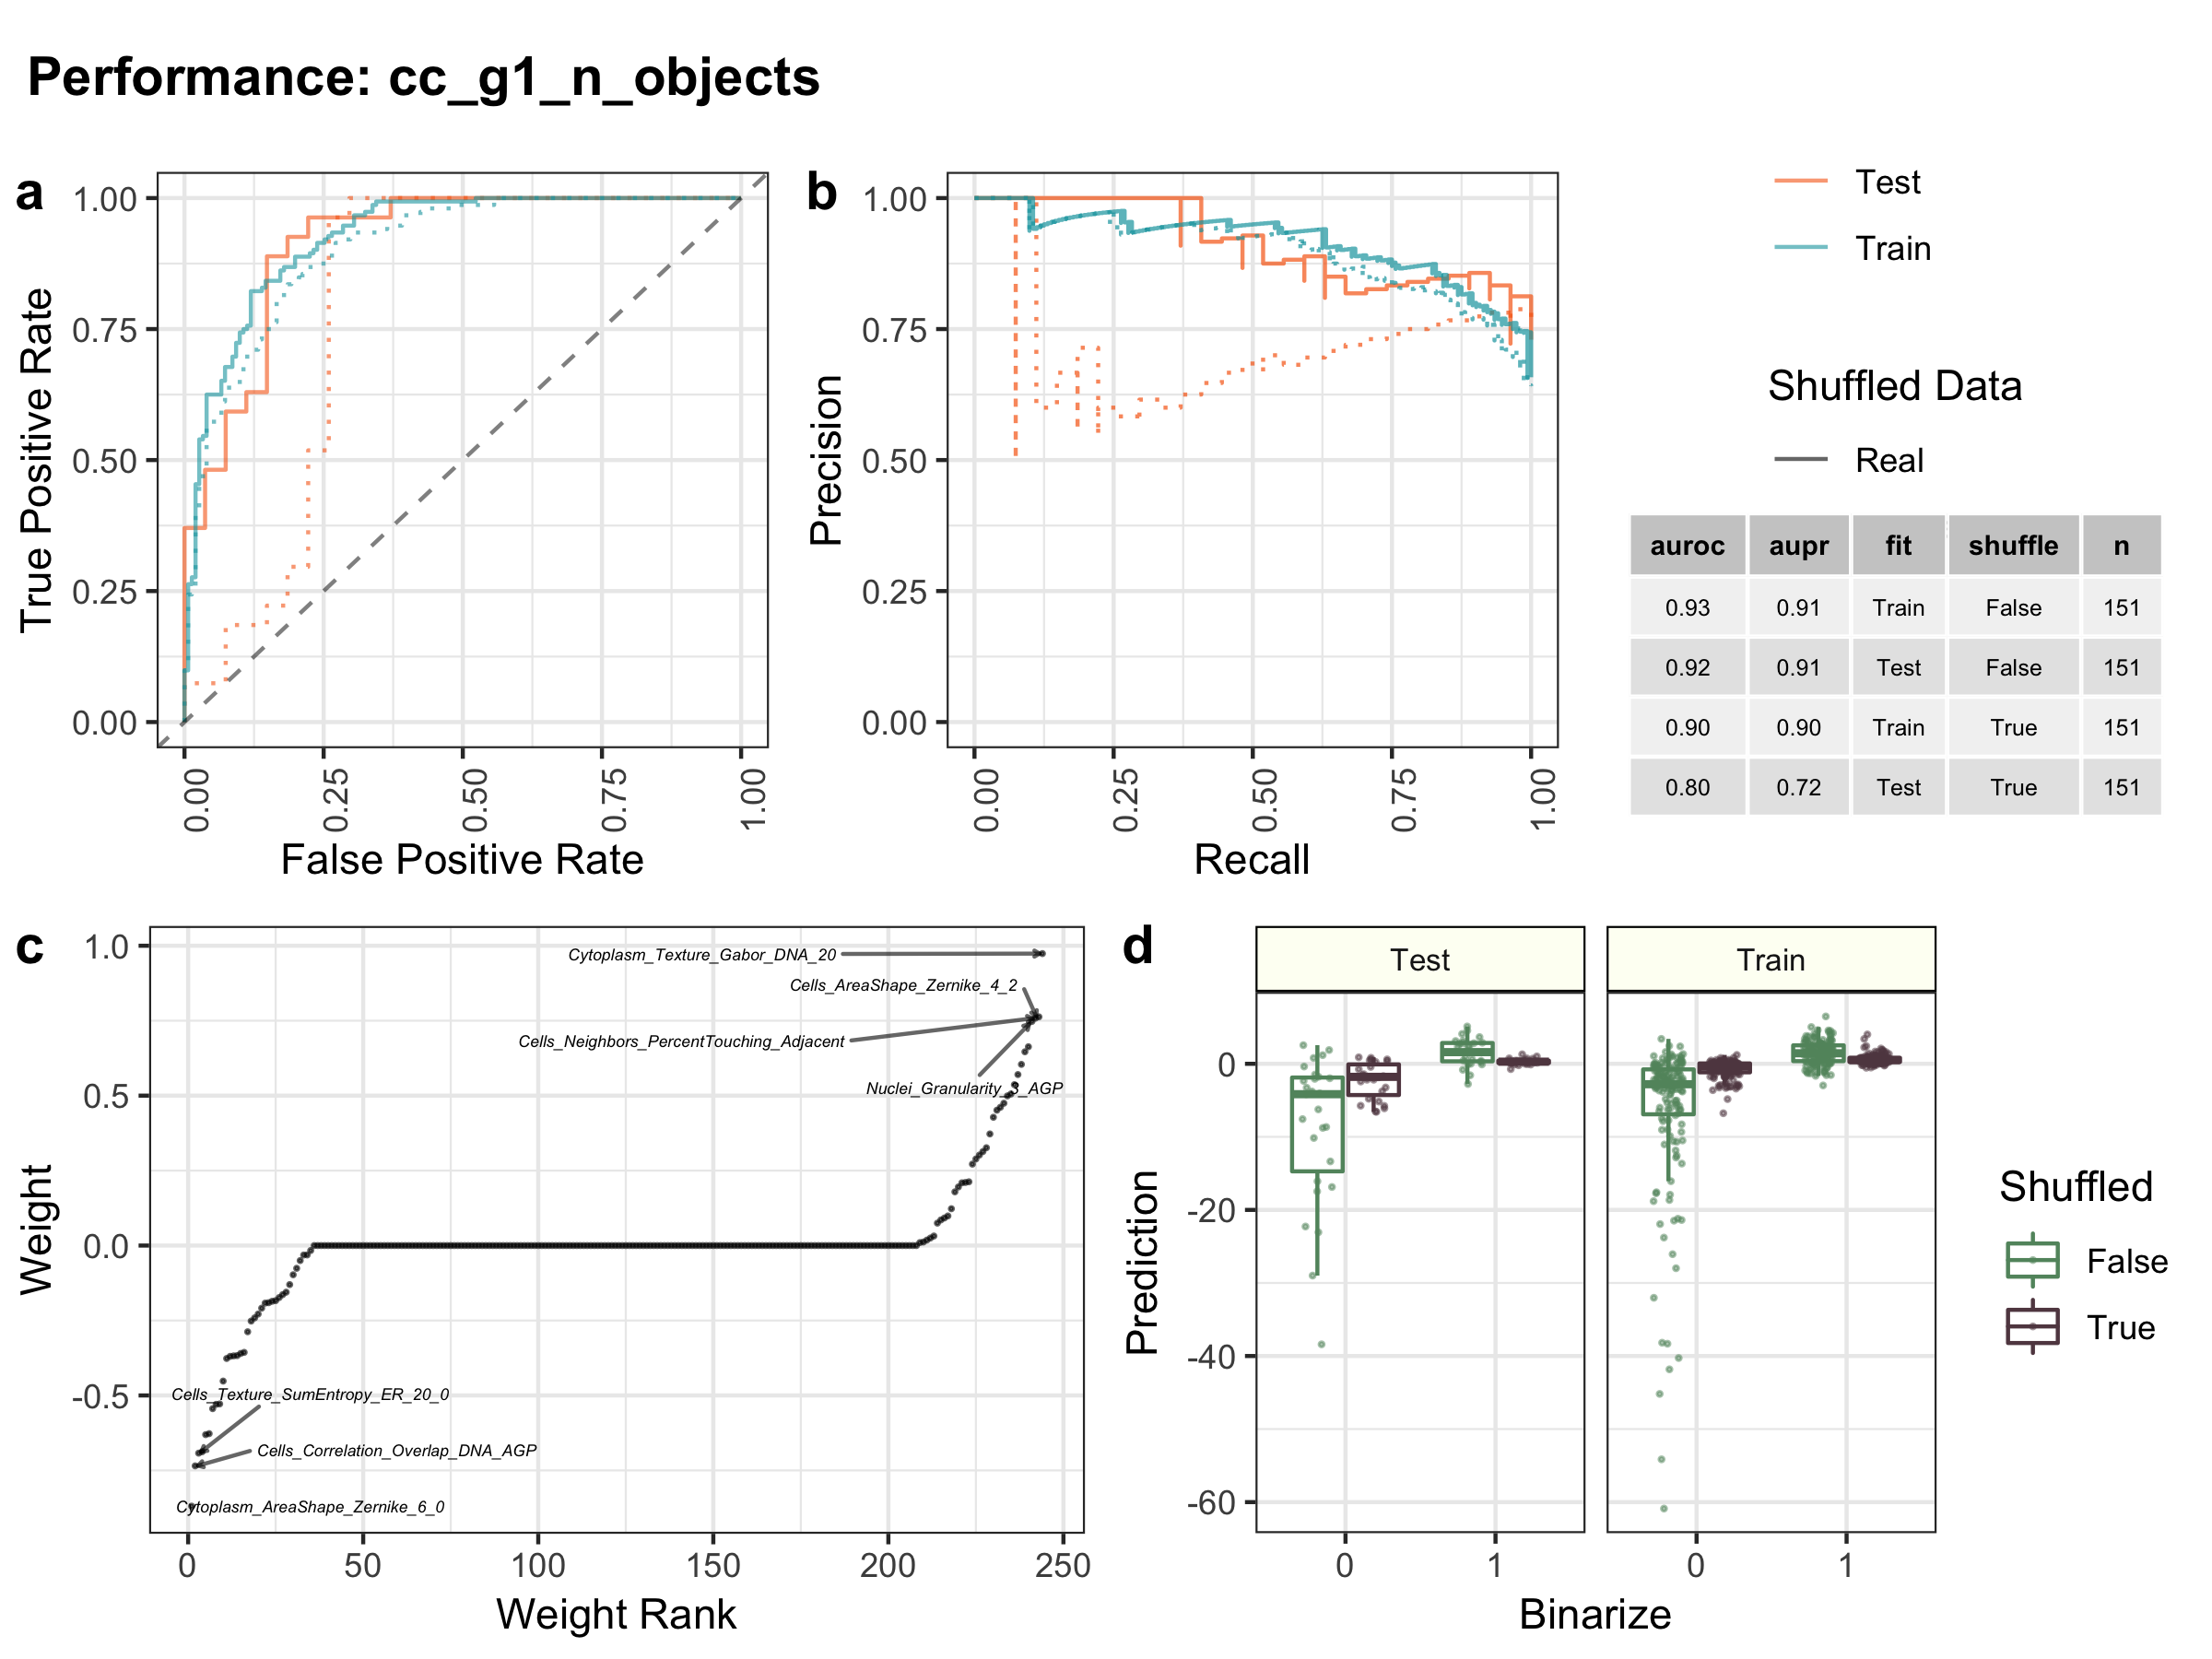 Performance: cc_g1_n_objects
a
1.00
0.75
0.50
0.25
0.00
True Positive Rate
0.00 0.25 0.50 0.75 1.00
False Positive Rate
b
1.00
0.75
0.50
0.25
0.00
Precision
0.00 0.25 0.50 0.75 1.00
Recall
Test
Train
Shuffled Data
Real
auroc aupr fit shuffle n
0.93 0.91 Train False 151
0.92 0.91 Test False 151
0.90 0.90 Train True 151
0.80 0.72 Test True 151
c
1.0
0.5
0.0
-0.5
Weight
Cytoplasm_Texture_Gabor_DNA_20
Cells_AreaShape_Zernike_4_2
Cells_Neighbors_PercentTouching_Adjacent
Nuclei_Granularity_3_AGP
Cells_Texture_SumEntropy_ER_20_0
Cells_Correlation_Overlap_DNA_AGP
Cytoplasm_AreaShape_Zernike_6_0
0 50 100 150 200 250
Weight Rank
d
Test Train
0
-20
-40
-60
Prediction
0 1 0 1
Binarize
Shuffled
False
True